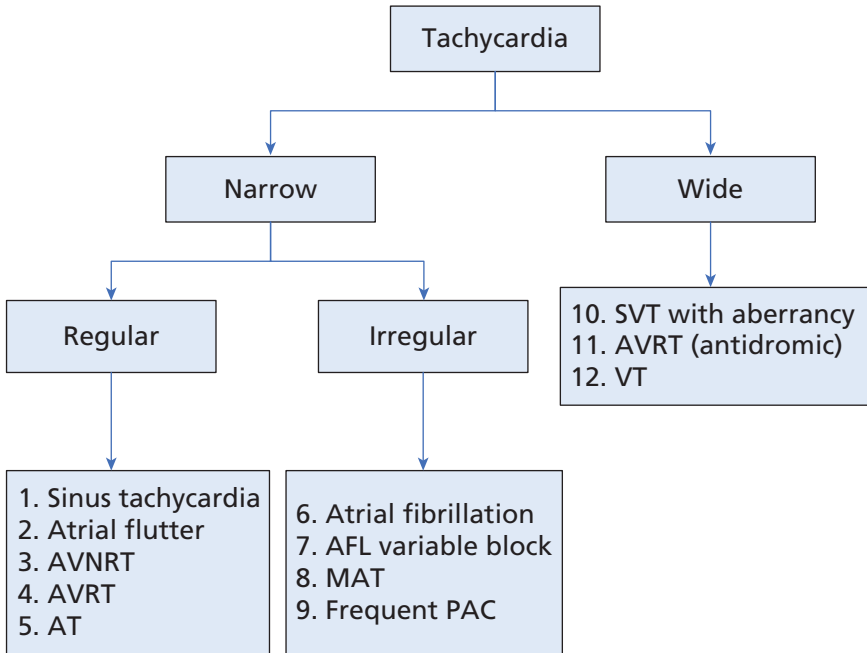 Tachycardia
Narrow
Wide
Regular
Irregular
10. SVT with aberrancy
11. AVRT (antidromic)
12. VT
1. Sinus tachycardia
2. Atrial flutter
3. AVNRT
4. AVRT
5. AT
6. Atrial fibrillation
7. AFL variable block
8. MAT
9. Frequent PAC